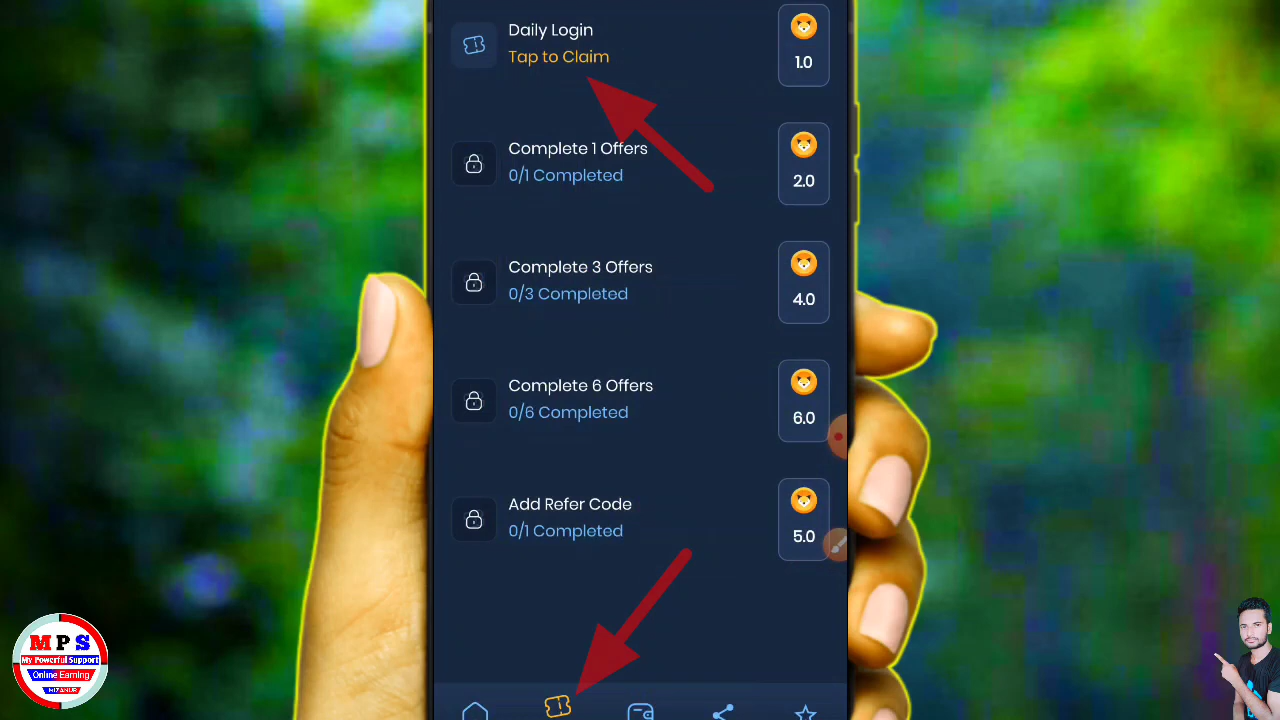 Daily Login
Tap to Claim
1.0
Complete 1 Offers
0/1 Completed
2.0
Complete 3 Offers
0/3 Completed
4.0
Complete 6 Offers
0/6 Completed
6.0
Add Refer Code
0/1 Completed
5.0
M P S
My Powerful Support
Online Earning
MIZANUR